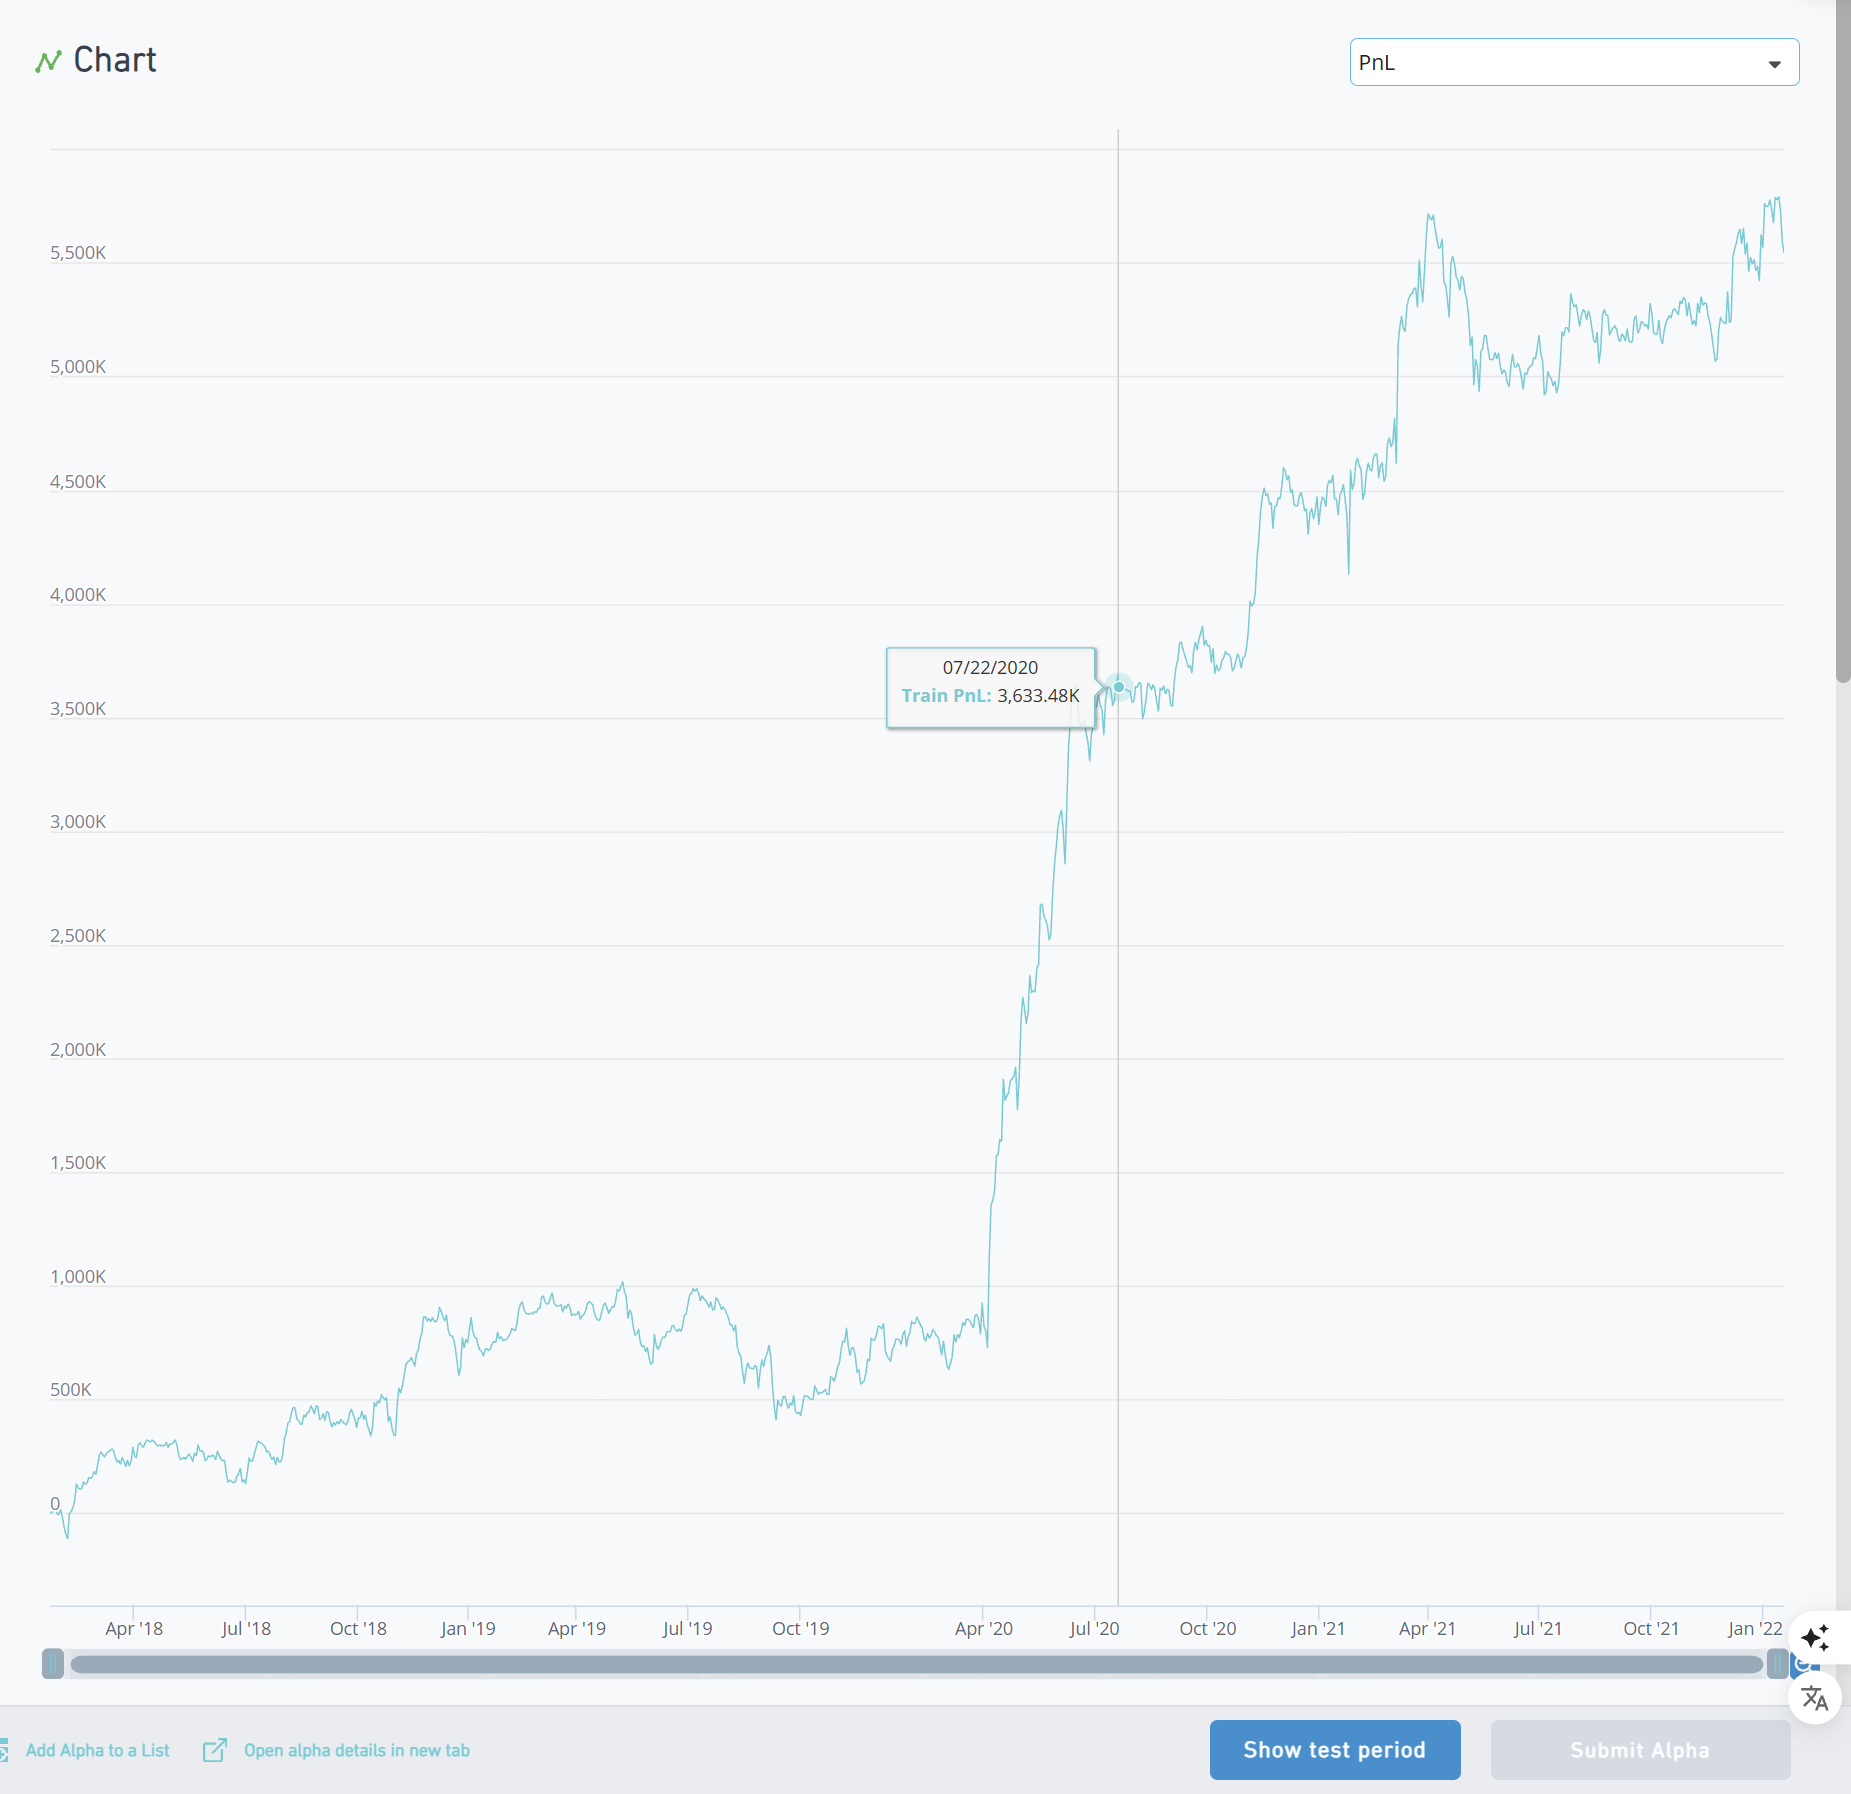 Chart
PnL
5,500K
5,000K
4,500K
4,000K
3,500K
3,000K
2,500K
2,000K
1,500K
1,000K
500K
0
07/22/2020
Train PnL: 3,633.48K
Apr '18 Jul '18 Oct '18 Jan '19 Apr '19 Jul '19 Oct '19 Apr '20 Jul '20 Oct '20 Jan '21 Apr '21 Jul '21 Oct '21 Jan '22
Add Alpha to a List
Open alpha details in new tab
Show test period
Submit Alpha